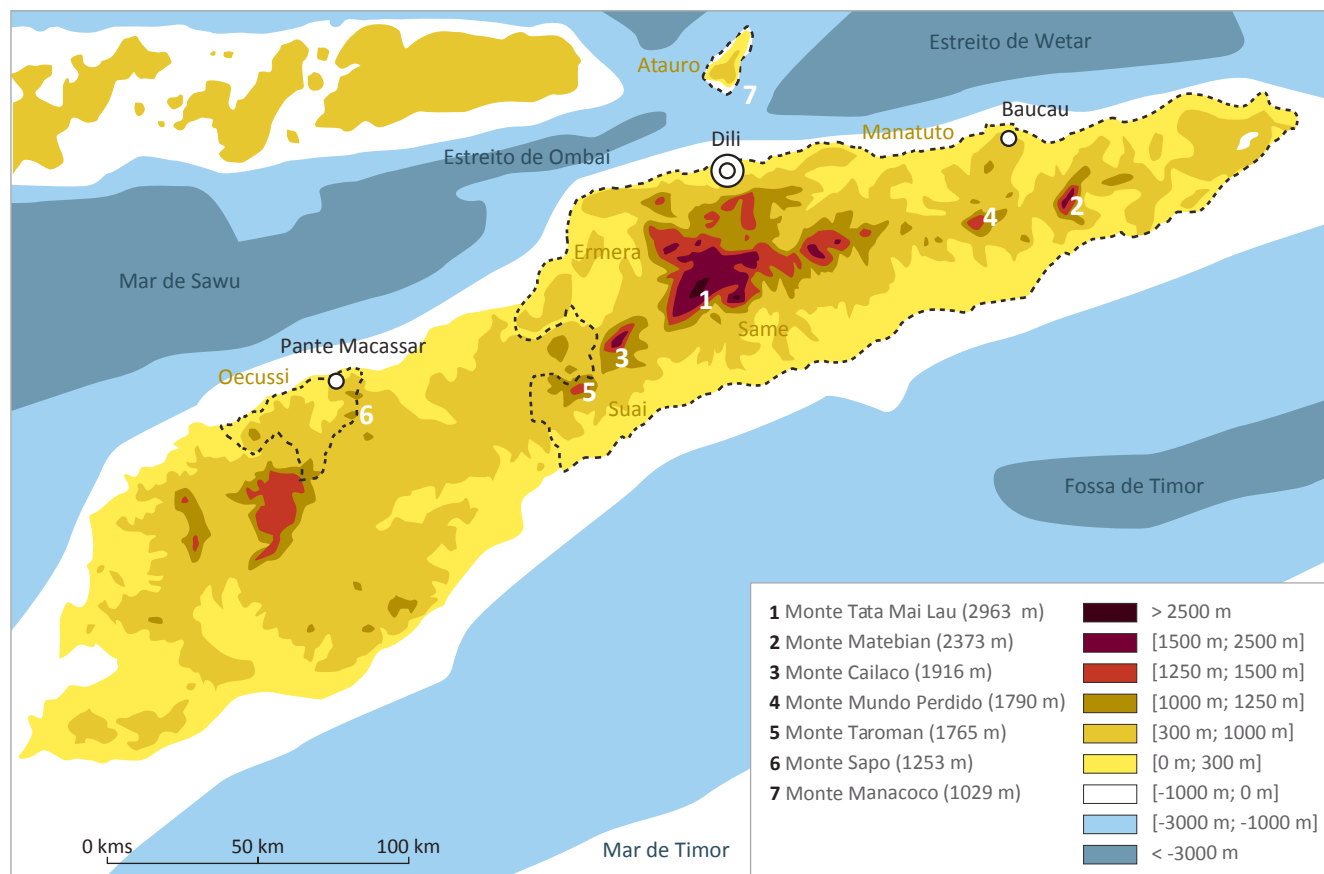 Estreito de Wetar
Atauro
7
Baucau
Manatuto
Dili
Estreito de Ombai
4
2
Ermera
Mar de Sawu
1
Same
3
Pante Macassar
Oecussi
5
Suai
6
Fossa de Timor
1 Monte Tata Mai Lau (2963 m)
2 Monte Matebian (2373 m)
3 Monte Cailaco (1916 m)
4 Monte Mundo Perdido (1790 m)
5 Monte Taroman (1765 m)
6 Monte Sapo (1253 m)
7 Monte Manacoco (1029 m)
> 2500 m
[1500 m; 2500 m]
[1250 m; 1500 m]
[1000 m; 1250 m]
[300 m; 1000 m]
[0 m; 300 m]
[-1000 m; 0 m]
[-3000 m; -1000 m]
< -3000 m
0 kms 50 km 100 km
Mar de Timor